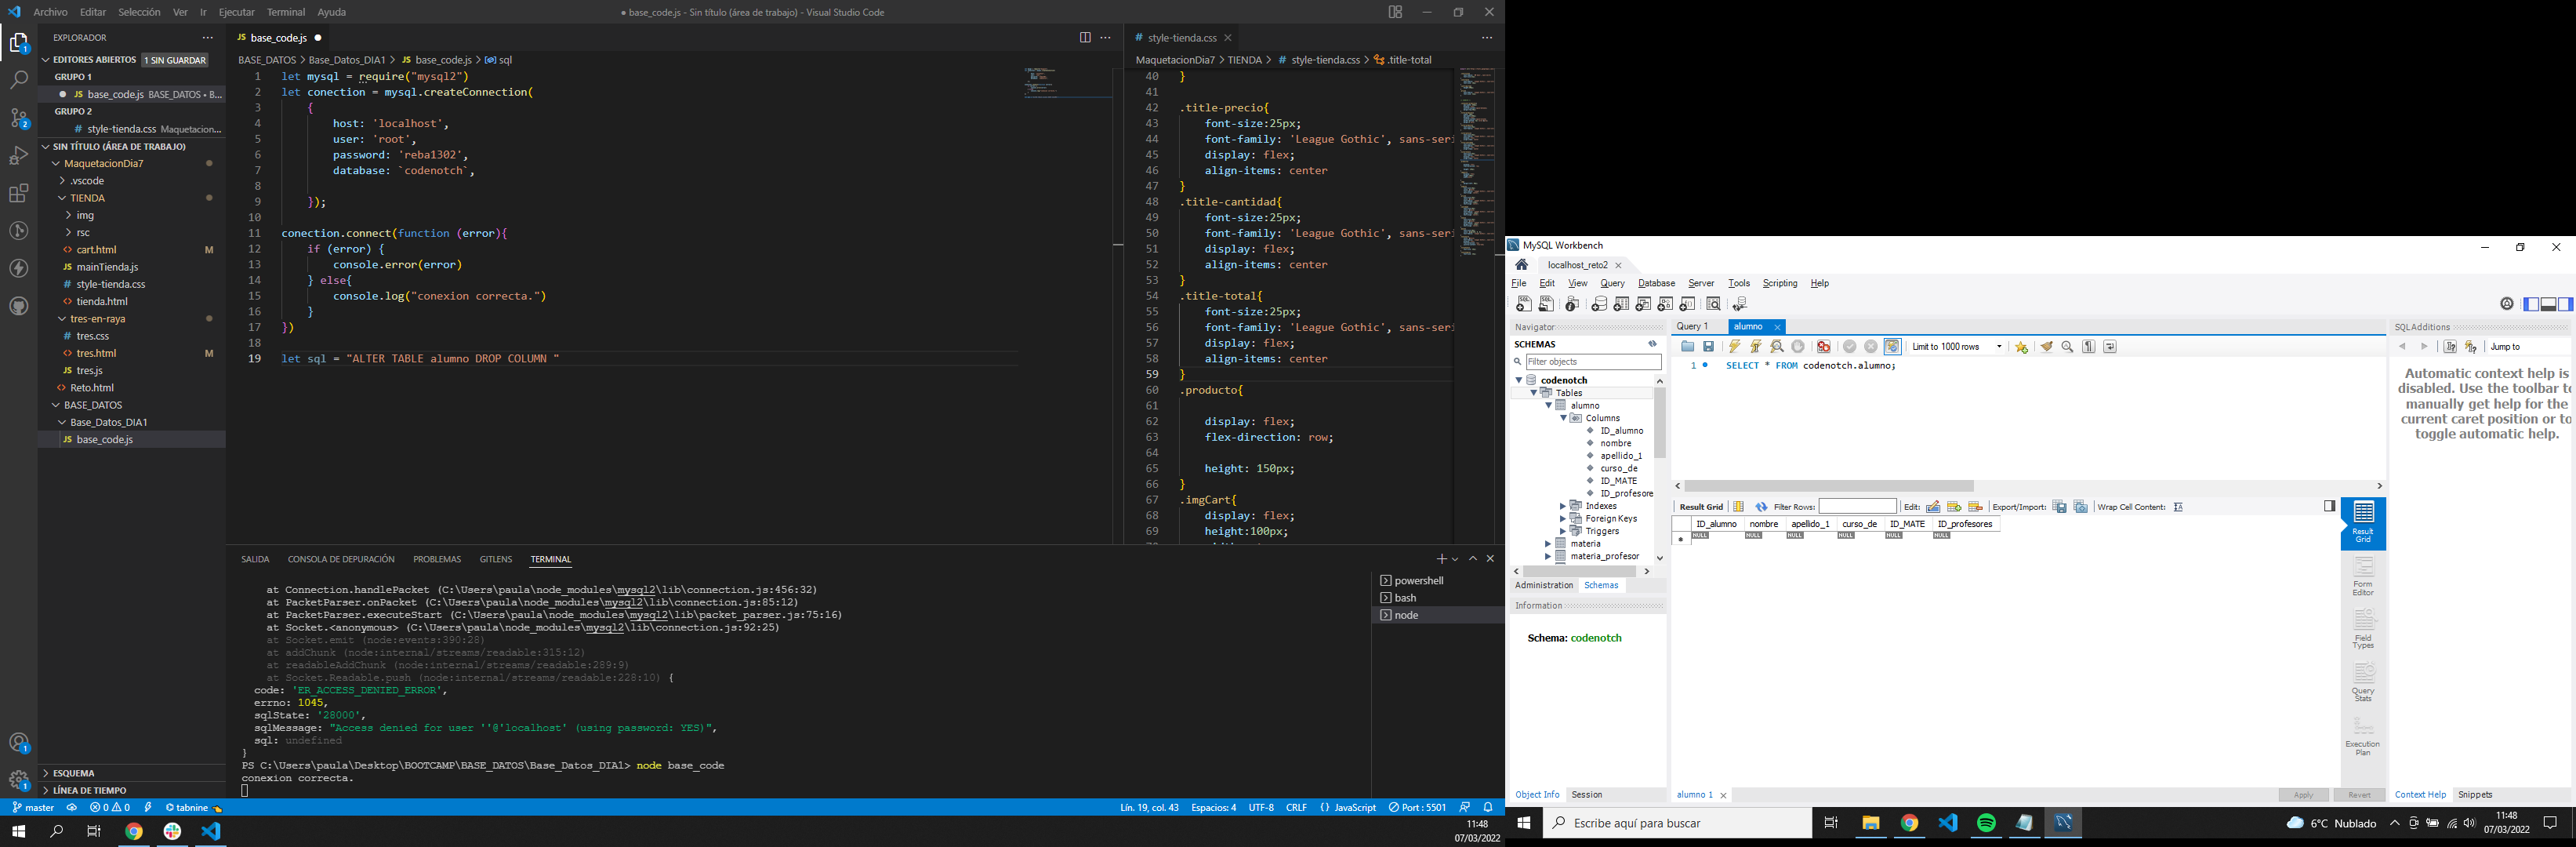 Archivo Editar Selección Ver Ir Ejecutar Terminal Ayuda
● base_code.js - Sin título (área de trabajo) - Visual Studio Code
EXPLORADOR
EDITORES ABIERTOS 1 SIN GUARDAR
GRUPO 1
JS base_code.js BASE_DATOS • B...
GRUPO 2
# style-tienda.css Maquetacion...
SIN TÍTULO (ÁREA DE TRABAJO)
MaquetacionDia7
.vscode
TIENDA
img
rsc
cart.html M
JS mainTienda.js
# style-tienda.css
tienda.html
tres-en-raya
# tres.css
tres.html M
JS tres.js
Reto.html
BASE_DATOS
Base_Datos_DIA1
JS base_code.js
ESQUEMA
LÍNEA DE TIEMPO
JS base_code.js ●
BASE_DATOS > Base_Datos_DIA1 > JS base_code.js > sql
1 let mysql = require("mysql2")
2 let conection = mysql.createConnection(
3 {
4 host: 'localhost',
5 user: 'root',
6 password: 'reba1302',
7 database: `codenotch`,
8
9 });
10
11 conection.connect(function (error){
12 if (error) {
13 console.error(error)
14 } else{
15 console.log("conexion correcta.")
16 }
17 })
18
19 let sql = "ALTER TABLE alumno DROP COLUMN "
# style-tienda.css
MaquetacionDia7 > TIENDA > # style-tienda.css > .title-total
40 }
41
42 .title-precio{
43 font-size:25px;
44 font-family: 'League Gothic', sans-seri
45 display: flex;
46 align-items: center
47 }
48 .title-cantidad{
49 font-size:25px;
50 font-family: 'League Gothic', sans-seri
51 display: flex;
52 align-items: center
53 }
54 .title-total{
55 font-size:25px;
56 font-family: 'League Gothic', sans-seri
57 display: flex;
58 align-items: center
59 }
60 .producto{
61
62 display: flex;
63 flex-direction: row;
64
65 height: 150px;
66 }
67 .imgCart{
68 display: flex;
69 height:100px;
SALIDA CONSOLA DE DEPURACIÓN PROBLEMAS GITLENS TERMINAL
at Connection.handlePacket (C:\Users\paula\node_modules\mysql2\lib\connection.js:456:32)
at PacketParser.onPacket (C:\Users\paula\node_modules\mysql2\lib\connection.js:85:12)
at PacketParser.executeStart (C:\Users\paula\node_modules\mysql2\lib\packet_parser.js:75:16)
at Socket.<anonymous> (C:\Users\paula\node_modules\mysql2\lib\connection.js:92:25)
at Socket.emit (node:events:390:28)
at addChunk (node:internal/streams/readable:315:12)
at readableAddChunk (node:internal/streams/readable:289:9)
at Socket.Readable.push (node:internal/streams/readable:228:10) {
code: 'ER_ACCESS_DENIED_ERROR',
errno: 1045,
sqlState: '28000',
sqlMessage: "Access denied for user ''@'localhost' (using password: YES)",
sql: undefined
}
PS C:\Users\paula\Desktop\BOOTCAMP\BASE_DATOS\Base_Datos_DIA1> node base_code
conexion correcta.
powershell
bash
node
master 0 0 tabnine
Lín. 19, col. 43 Espacios: 4 UTF-8 CRLF {} JavaScript Port : 5501
11:48
07/03/2022
MySQL Workbench
localhost_reto2
File Edit View Query Database Server Tools Scripting Help
Navigator
SCHEMAS
Filter objects
codenotch
Tables
alumno
Columns
ID_alumno
nombre
apellido_1
curso_de
ID_MATE
ID_profesore
Indexes
Foreign Keys
Triggers
materia
materia_profesor
Administration Schemas
Information
Schema: codenotch
Object Info Session
Query 1 alumno
Limit to 1000 rows
1 SELECT * FROM codenotch.alumno;
Result Grid Filter Rows: Edit: Export/Import: Wrap Cell Content:
ID_alumno nombre apellido_1 curso_de ID_MATE ID_profesores
* NULL NULL NULL NULL NULL NULL
Result
Grid
Form
Editor
Field
Types
Query
Stats
Execution
Plan
alumno 1
Apply Revert
SQLAdditions
Jump to
Automatic context help is
disabled. Use the toolbar to
manually get help for the
current caret position or to
toggle automatic help.
Context Help Snippets
Escribe aquí para buscar
6°C Nublado
11:48
07/03/2022